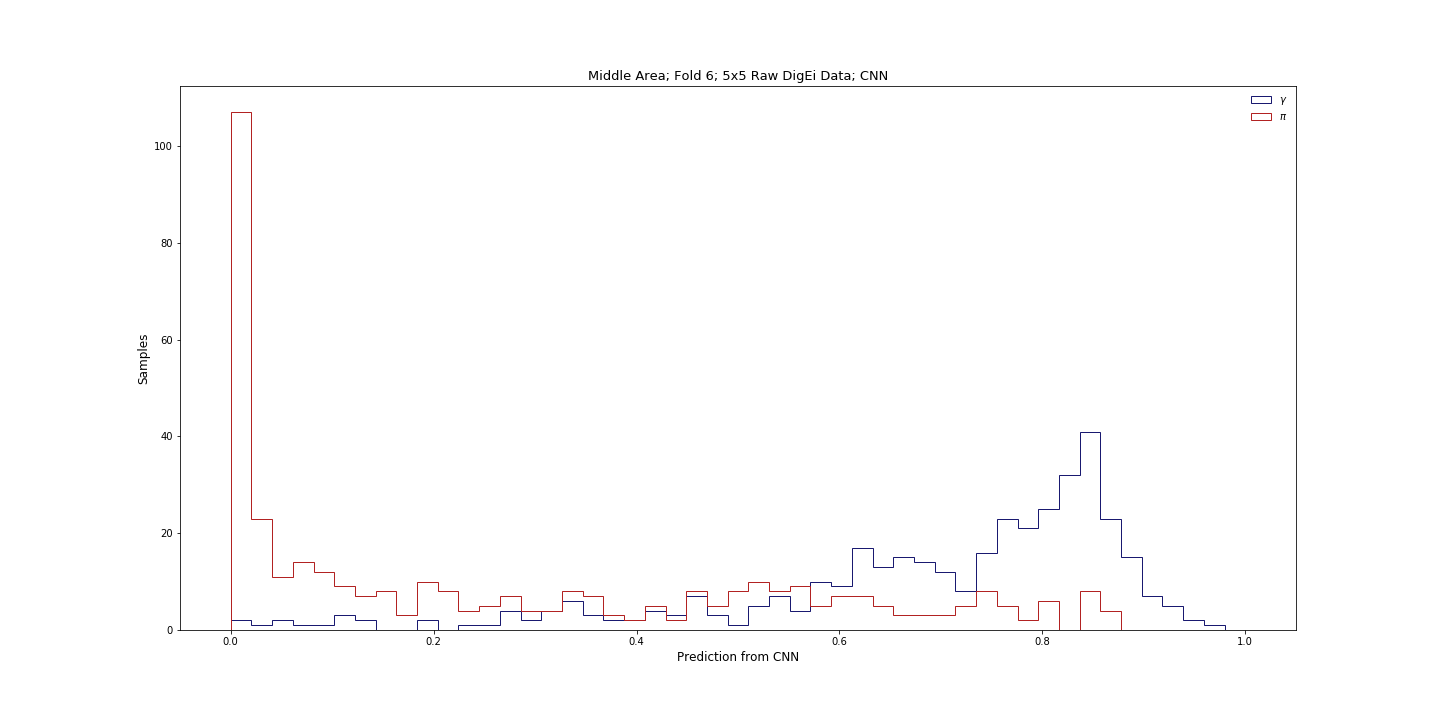 Middle Area; Fold 6; 5x5 Raw DigEi Data; CNN
γ
π
100
80
60
40
20
0
Samples
0.0 0.2 0.4 0.6 0.8 1.0
Prediction from CNN